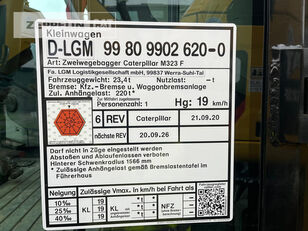 Kleinwagen
D-LGM 99 80 9902 620-0
Art: Zweiwegebagger Caterpillar M323 F
Fa. LGM Logistikgesellschaft mbH, 99837 Werra-Suhl-Tal
Fahrzeuggewicht: 23,4t Nutzlast: -t
Bremse: Kfz.-Bremse u. Waggonbremsanlage
Zul. Anhängelast: 220t
Mitfahrt 1 Personen Hg: 19 km/h
6 REV Caterpillar 21.09.20
nächste REV 20.09.26
Darf nicht in Züge eingestellt werden
Abstoßen und Ablaufenlassen verboten
Hinterer Schwenkradius 1566 mm
Zulässige Anhängelast gemäß Bremslastentafel im
Führerhaus
Neigung Zulässige Vmax. in km/h bei Fahrt als
10 ‰ 19
25 ‰ KL 19 KL NFZ
40 ‰ 19